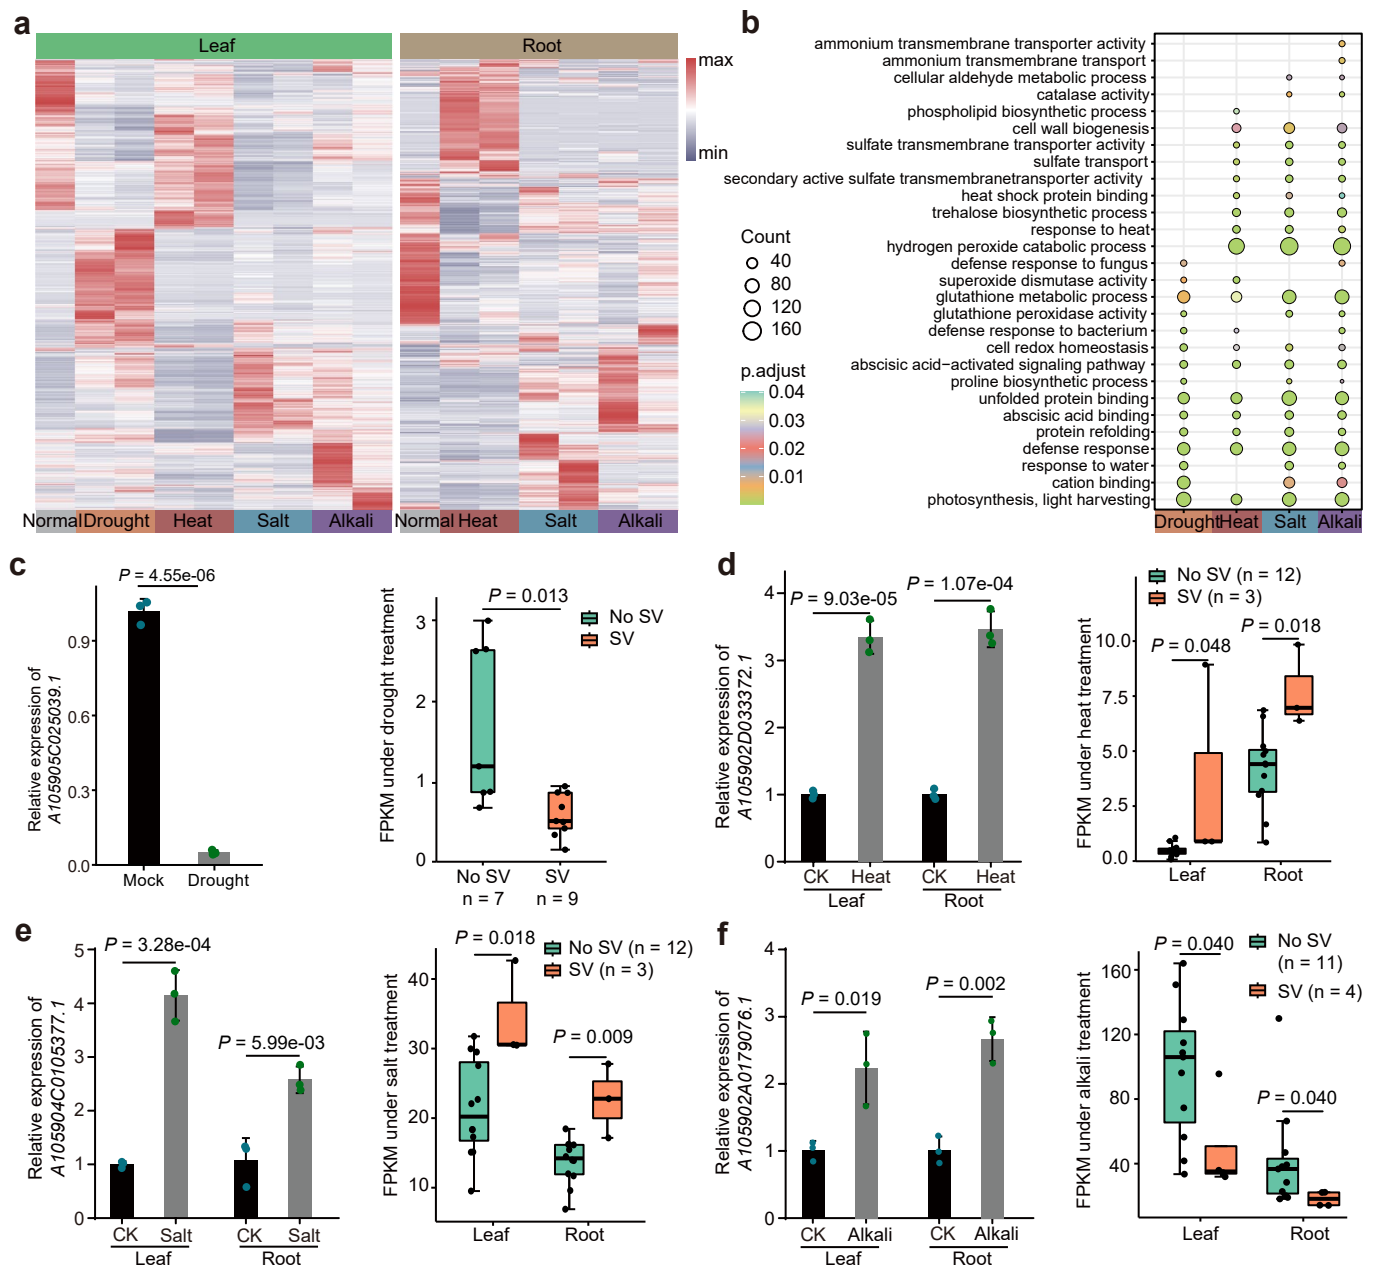 a
Leaf
Root
max
min
Normal Drought Heat Salt Alkali
Normal Heat Salt Alkali
b
ammonium transmembrane transporter activity
ammonium transmembrane transport
cellular aldehyde metabolic process
catalase activity
phospholipid biosynthetic process
cell wall biogenesis
sulfate transmembrane transporter activity
sulfate transport
secondary active sulfate transmembranetransporter activity
heat shock protein binding
trehalose biosynthetic process
response to heat
hydrogen peroxide catabolic process
defense response to fungus
superoxide dismutase activity
glutathione metabolic process
glutathione peroxidase activity
defense response to bacterium
cell redox homeostasis
abscisic acid−activated signaling pathway
proline biosynthetic process
unfolded protein binding
abscisic acid binding
protein refolding
defense response
response to water
cation binding
photosynthesis, light harvesting
Drought Heat Salt Alkali
Count
40
80
120
160
p.adjust
0.04
0.03
0.02
0.01
c
Relative expression of
A105905C025039.1
P = 4.55e-06
0.9
0.6
0.3
0.0
Mock Drought
FPKM under drought treatment
P = 0.013
No SV
SV
3
2
1
0
No SV SV
n = 7 n = 9
d
Relative expression of
A105902D033372.1
P = 9.03e-05
P = 1.07e-04
4
3
2
1
0
CK Heat CK Heat
Leaf Root
FPKM under heat treatment
No SV (n = 12)
SV (n = 3)
P = 0.048
P = 0.018
10.0
7.5
5.0
2.5
0.0
Leaf Root
e
Relative expression of
A105904C0105377.1
P = 3.28e-04
P = 5.99e-03
5
4
3
2
1
0
CK Salt CK Salt
Leaf Root
FPKM under salt treatment
P = 0.018
No SV (n = 12)
SV (n = 3)
P = 0.009
40
30
20
10
Leaf Root
f
Relative expression of
A105902A0179076.1
P = 0.019
P = 0.002
4
3
2
1
0
CK Alkali CK Alkali
Leaf Root
FPKM under alkali treatment
P = 0.040
No SV
(n = 11)
SV (n = 4)
P = 0.040
160
120
80
40
Leaf Root